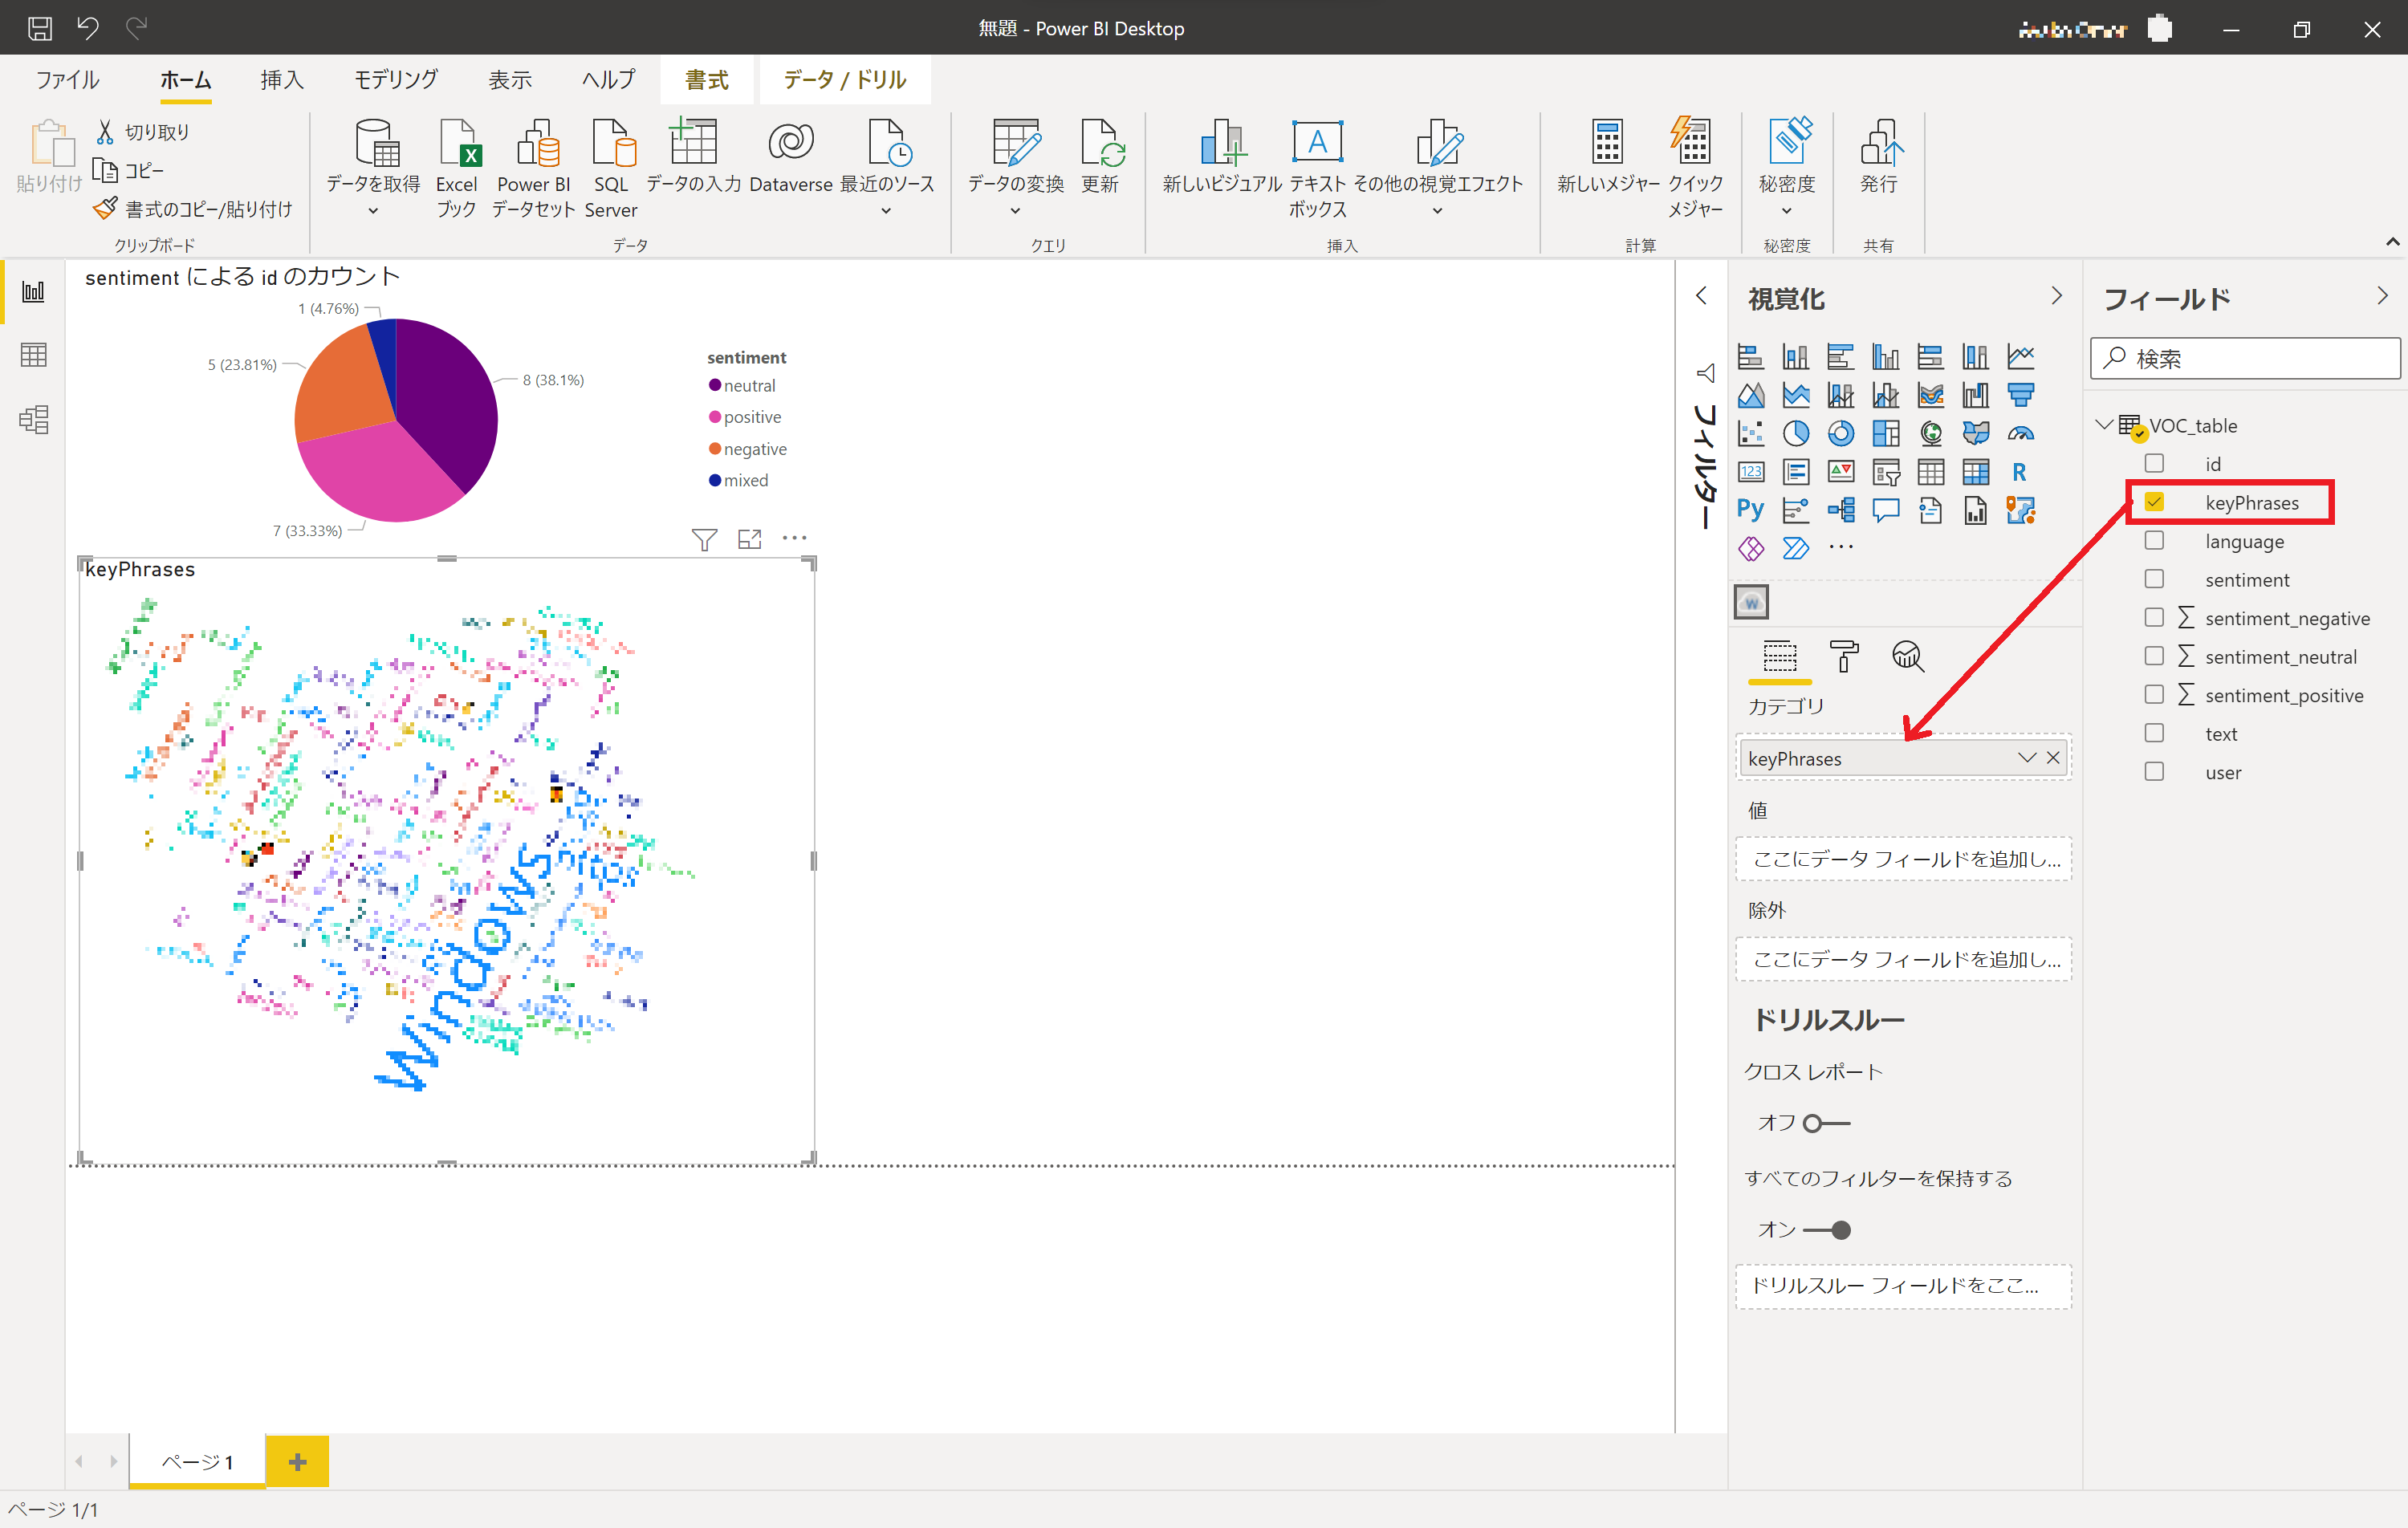 無題 - Power BI Desktop
ファイル
ホーム
挿入
モデリング
表示
ヘルプ
書式
データ / ドリル
貼り付け
切り取り
コピー
書式のコピー/貼り付け
クリップボード
データを取得
Excel
ブック
Power BI
データセット
SQL
Server
データの入力
Dataverse
最近のソース
データ
データの変換
更新
クエリ
新しいビジュアル
テキスト
ボックス
その他の視覚エフェクト
挿入
新しいメジャー
クイック
メジャー
計算
秘密度
秘密度
発行
共有
sentiment による id のカウント
1 (4.76%)
5 (23.81%)
8 (38.1%)
7 (33.33%)
sentiment
neutral
positive
negative
mixed
keyPhrases
windows
フィルター
視覚化
123
R
Py
W
カテゴリ
keyPhrases
値
ここにデータ フィールドを追加し...
除外
ここにデータ フィールドを追加し...
ドリルスルー
クロス レポート
オフ
すべてのフィルターを保持する
オン
ドリルスルー フィールドをここ...
フィールド
検索
VOC_table
id
keyPhrases
language
sentiment
sentiment_negative
sentiment_neutral
sentiment_positive
text
user
ページ 1
ページ 1/1